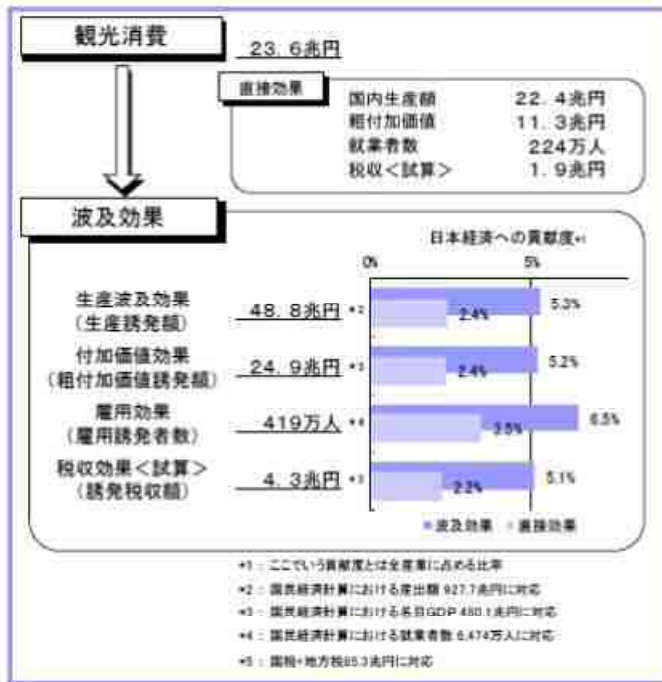 観光消費
23.6兆円
直接効果
国内生産額 22.4兆円
粗付加価値 11.3兆円
就業者数 224万人
税収<試算> 1.9兆円
波及効果
日本経済への貢献度*1
0% 5%
生産波及効果
(生産誘発額)
48.8兆円 *2 2.4% 5.3%
付加価値効果
(粗付加価値誘発額)
24.9兆円 *3 2.4% 5.2%
雇用効果
(雇用誘発者数)
419万人 *4 3.5% 6.5%
税収効果<試算>
(誘発税収額)
4.3兆円 2.2% 5.1%
波及効果 直接効果
*1 : ここでいう貢献度とは全産業に占める比率
*2 : 国民経済計算における産出額 927.7兆円に対応
*3 : 国民経済計算における名目GDP 480.1兆円に対応
*4 : 国民経済計算における就業者数 6,474万人に対応
*5 : 国税+地方税85.3兆円に対応